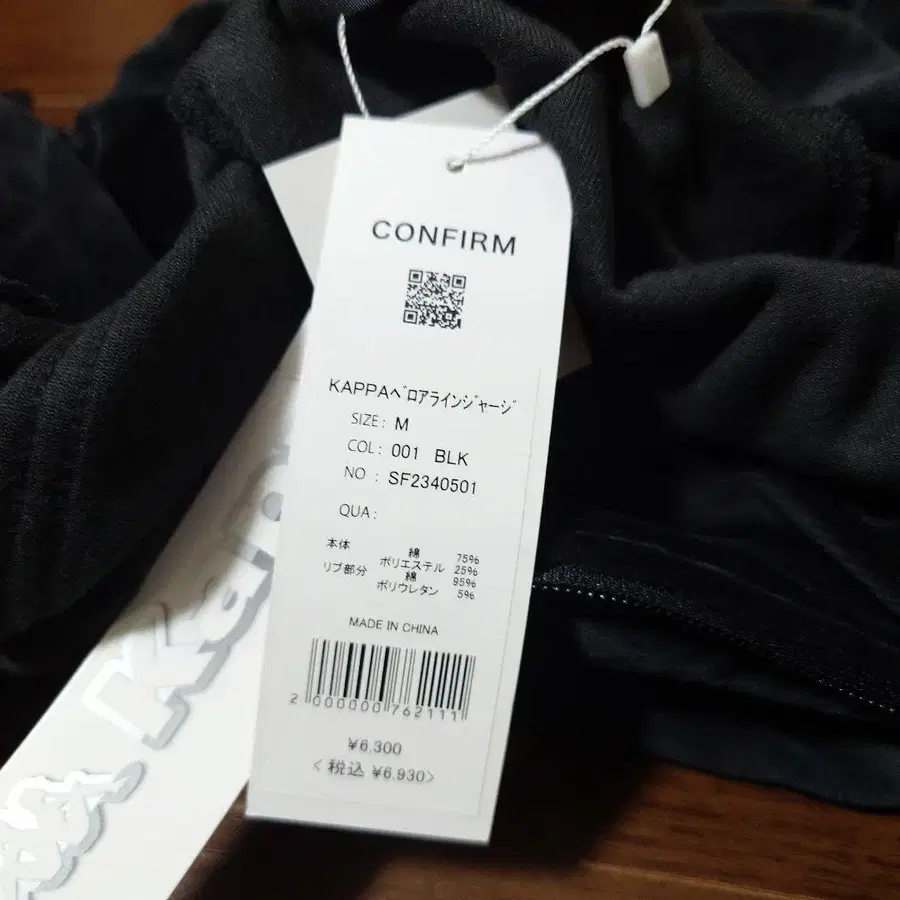 CONFIRM
KAPPAベロアラインジャージ
SIZE: M
COL: 001 BLK
NO : SF2340501
QUA:
本体 綿 75%
ポリエステル 25%
リブ部分 綿 95%
ポリウレタン 5%
MADE IN CHINA
2 000000 762111
¥6,300
<税込 ¥6,930>
Kappa